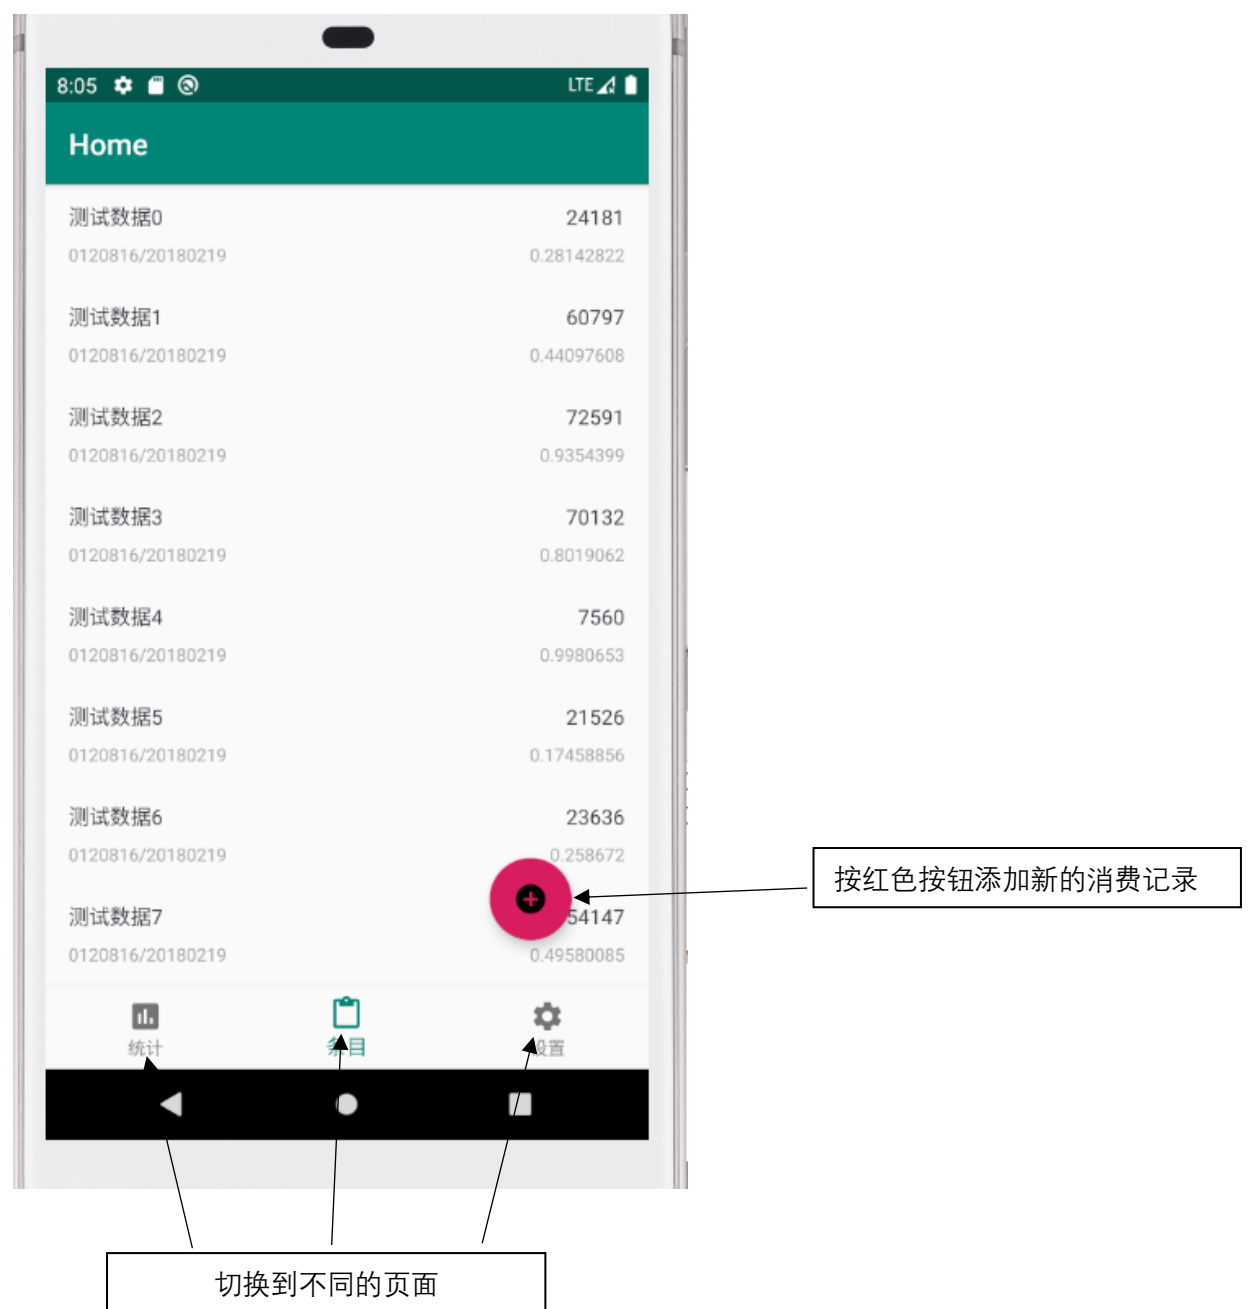 8:05 LTE
Home
测试数据0 24181
0120816/20180219 0.28142822
测试数据1 60797
0120816/20180219 0.44097608
测试数据2 72591
0120816/20180219 0.9354399
测试数据3 70132
0120816/20180219 0.8019062
测试数据4 7560
0120816/20180219 0.9980653
测试数据5 21526
0120816/20180219 0.17458856
测试数据6 23636
0120816/20180219 0.258672
按红色按钮添加新的消费记录
测试数据7 54147
0120816/20180219 0.49580085
统计 条目 设置
切换到不同的页面